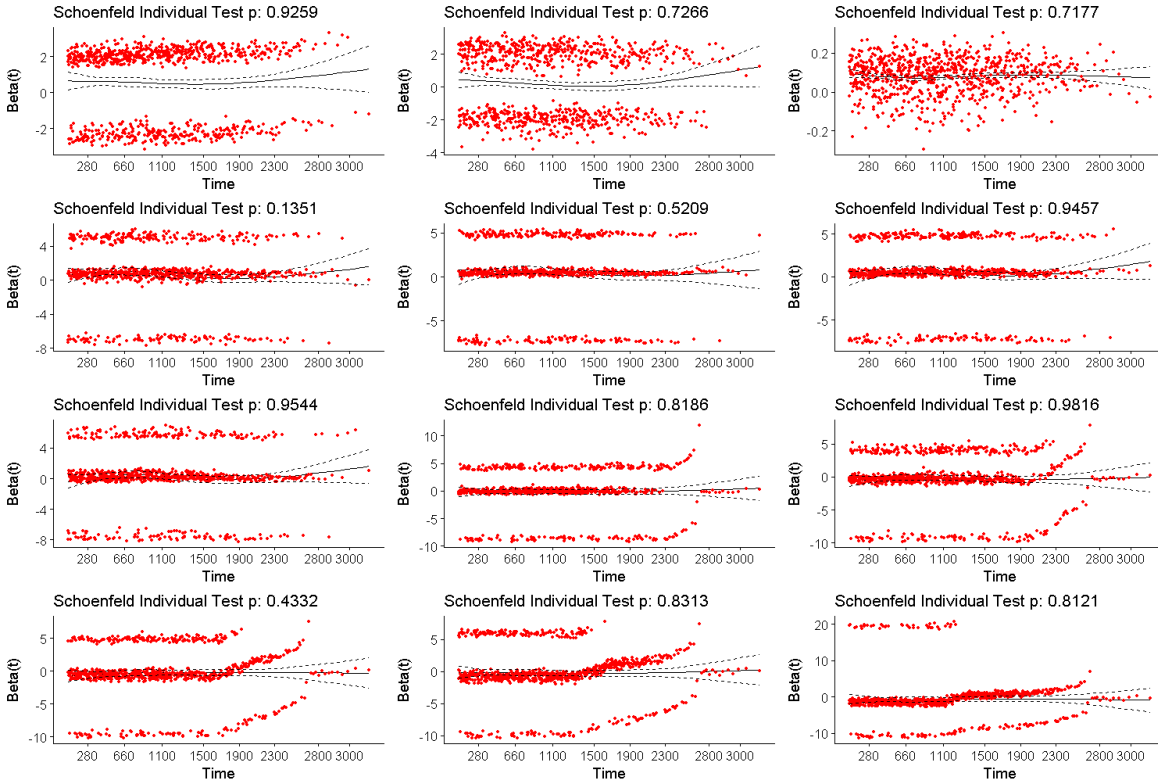 Schoenfeld Individual Test p: 0.9259
Beta(t)
2
0
-2
280 660 1100 1500 1900 2300 2800 3000
Time
Schoenfeld Individual Test p: 0.7266
Beta(t)
4
2
0
-2
-4
280 660 1100 1500 1900 2300 2800 3000
Time
Schoenfeld Individual Test p: 0.7177
Beta(t)
0.2
0.0
-0.2
280 660 1100 1500 1900 2300 2800 3000
Time
Schoenfeld Individual Test p: 0.1351
Beta(t)
4
0
-4
-8
280 660 1100 1500 1900 2300 2800 3000
Time
Schoenfeld Individual Test p: 0.5209
Beta(t)
5
0
-5
280 660 1100 1500 1900 2300 2800 3000
Time
Schoenfeld Individual Test p: 0.9457
Beta(t)
5
0
-5
280 660 1100 1500 1900 2300 2800 3000
Time
Schoenfeld Individual Test p: 0.9544
Beta(t)
4
0
-4
-8
280 660 1100 1500 1900 2300 2800 3000
Time
Schoenfeld Individual Test p: 0.8186
Beta(t)
10
5
0
-5
-10
280 660 1100 1500 1900 2300 2800 3000
Time
Schoenfeld Individual Test p: 0.9816
Beta(t)
5
0
-5
-10
280 660 1100 1500 1900 2300 2800 3000
Time
Schoenfeld Individual Test p: 0.4332
Beta(t)
5
0
-5
-10
280 660 1100 1500 1900 2300 2800 3000
Time
Schoenfeld Individual Test p: 0.8313
Beta(t)
5
0
-5
-10
280 660 1100 1500 1900 2300 2800 3000
Time
Schoenfeld Individual Test p: 0.8121
Beta(t)
20
10
0
-10
280 660 1100 1500 1900 2300 2800 3000
Time